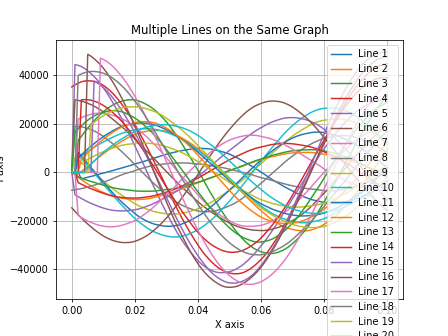 Multiple Lines on the Same Graph
40000
20000
0
−20000
−40000
0.00
0.02
0.04
0.06
X axis
Line 1
Line 2
Line 3
Line 4
Line 5
Line 6
Line 7
Line 8
Line 9
Line 10
Line 11
Line 12
Line 13
Line 14
Line 15
Line 16
Line 17
Line 18
Line 19
Line 20